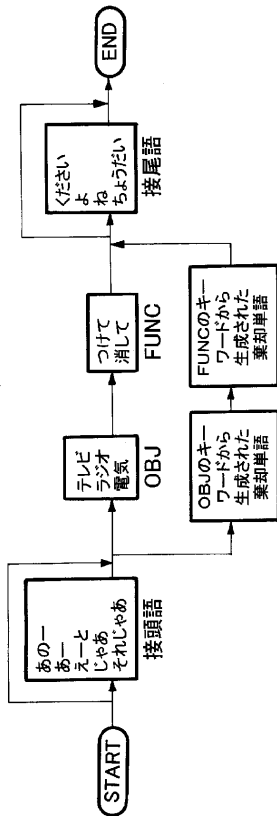 START
あのー
あー
えーと
じゃあ
それじゃあ
接頭語
テレビ
ラジオ
電気
OBJ
つけて
消して
FUNC
OBJのキー
ワードから
生成された
棄却単語
FUNCのキー
ワードから
生成された
棄却単語
ください
よ
ね
ちょうだい
接尾語
END